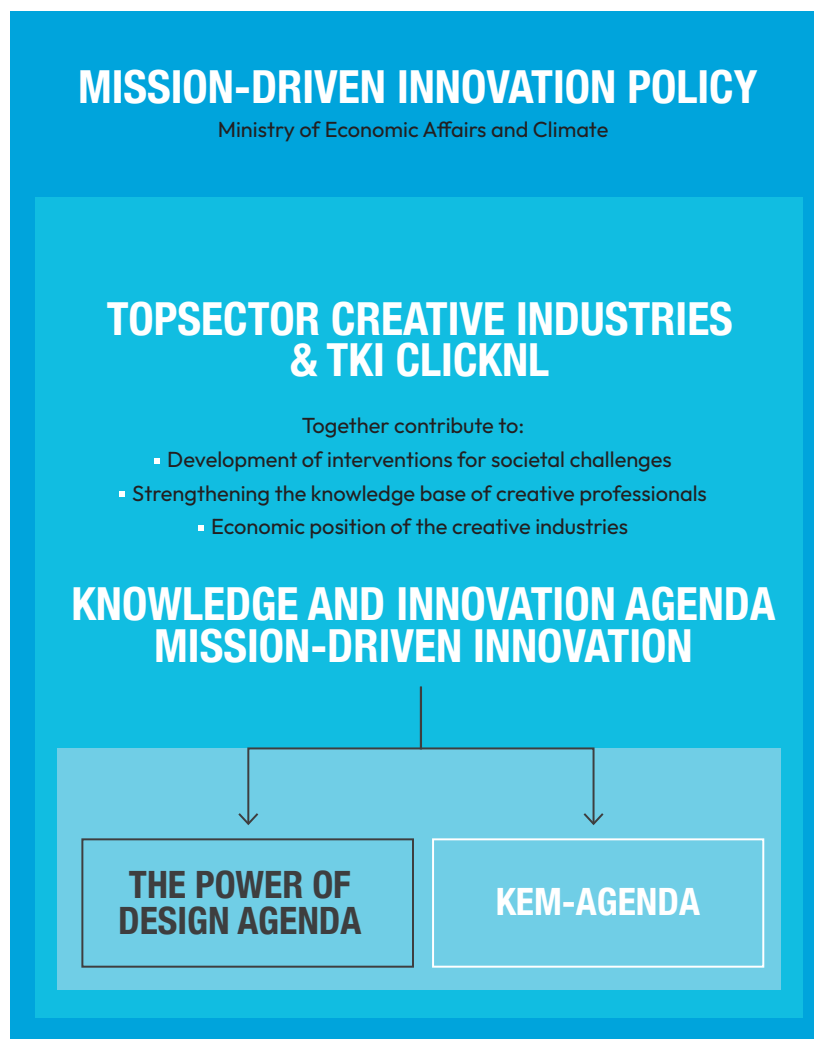 MISSION-DRIVEN INNOVATION POLICY
Ministry of Economic Affairs and Climate
TOPSECTOR CREATIVE INDUSTRIES
& TKI CLICKNL
Together contribute to:
▪ Development of interventions for societal challenges
▪ Strengthening the knowledge base of creative professionals
▪ Economic position of the creative industries
KNOWLEDGE AND INNOVATION AGENDA
MISSION-DRIVEN INNOVATION
THE POWER OF
DESIGN AGENDA
KEM-AGENDA